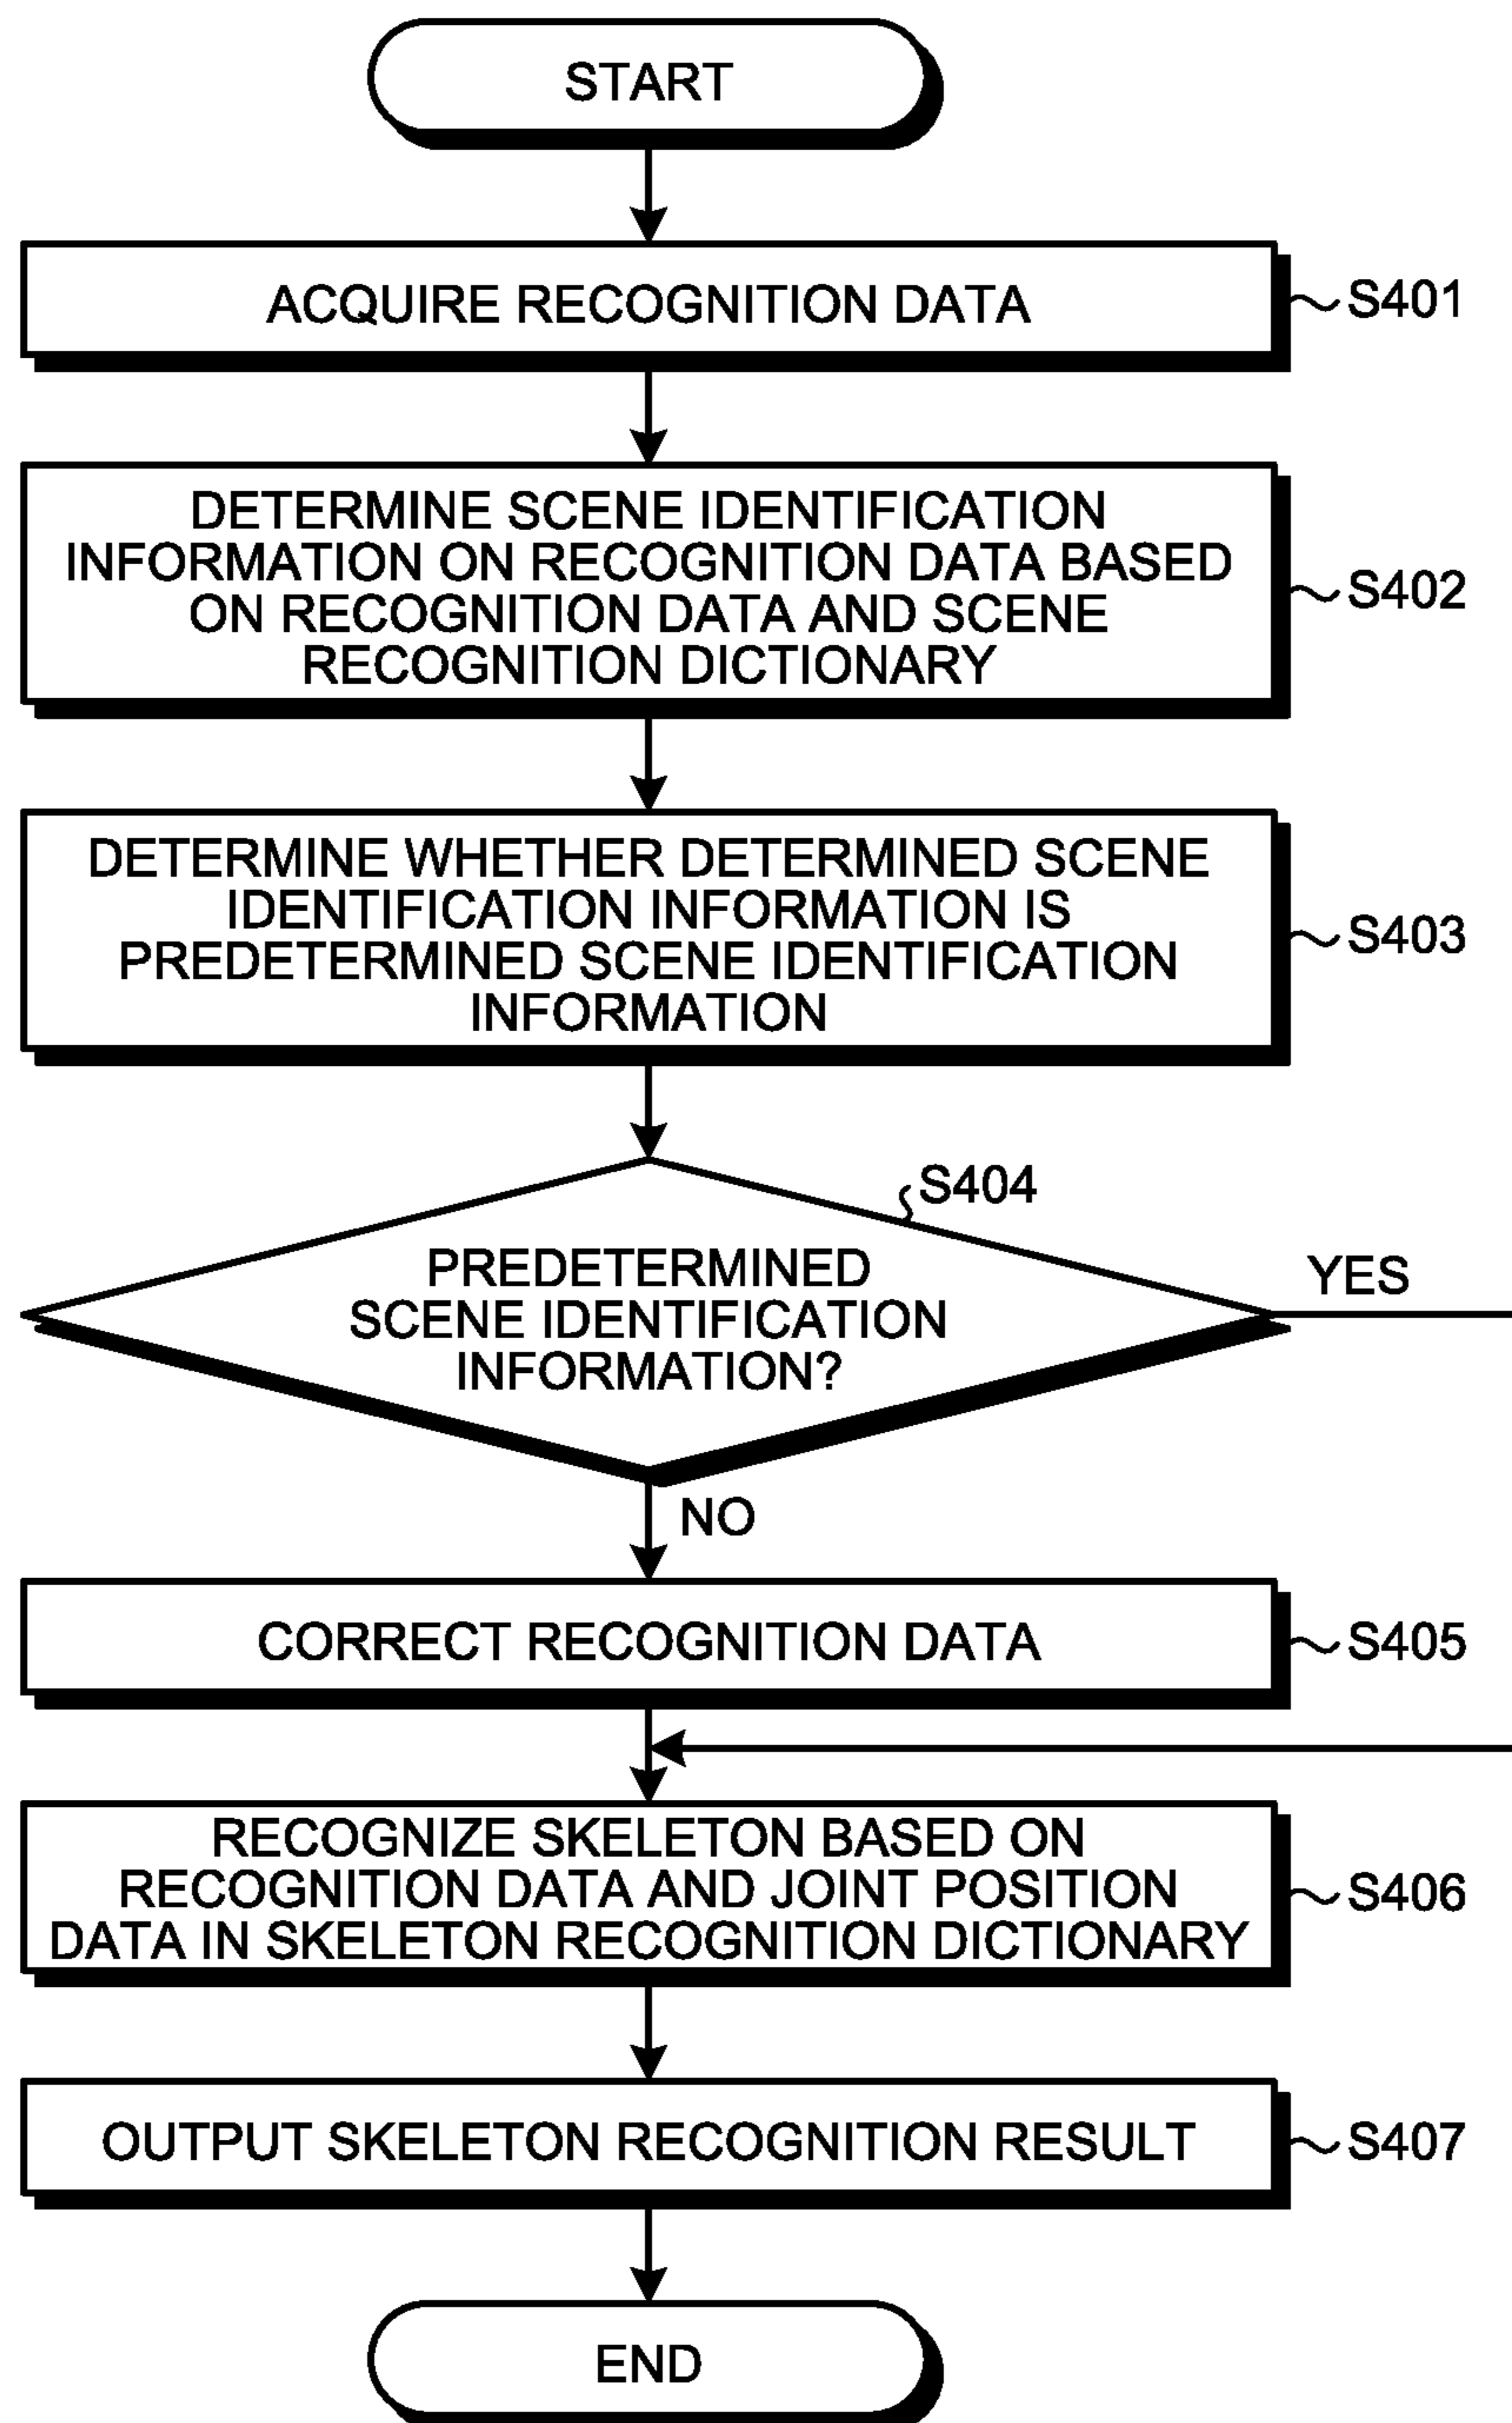 START
ACQUIRE RECOGNITION DATA
S401
DETERMINE SCENE IDENTIFICATION
INFORMATION ON RECOGNITION DATA BASED
ON RECOGNITION DATA AND SCENE
RECOGNITION DICTIONARY
S402
DETERMINE WHETHER DETERMINED SCENE
IDENTIFICATION INFORMATION IS
PREDETERMINED SCENE IDENTIFICATION
INFORMATION
S403
S404
PREDETERMINED
SCENE IDENTIFICATION
INFORMATION?
YES
NO
CORRECT RECOGNITION DATA
S405
RECOGNIZE SKELETON BASED ON
RECOGNITION DATA AND JOINT POSITION
DATA IN SKELETON RECOGNITION DICTIONARY
S406
OUTPUT SKELETON RECOGNITION RESULT
S407
END